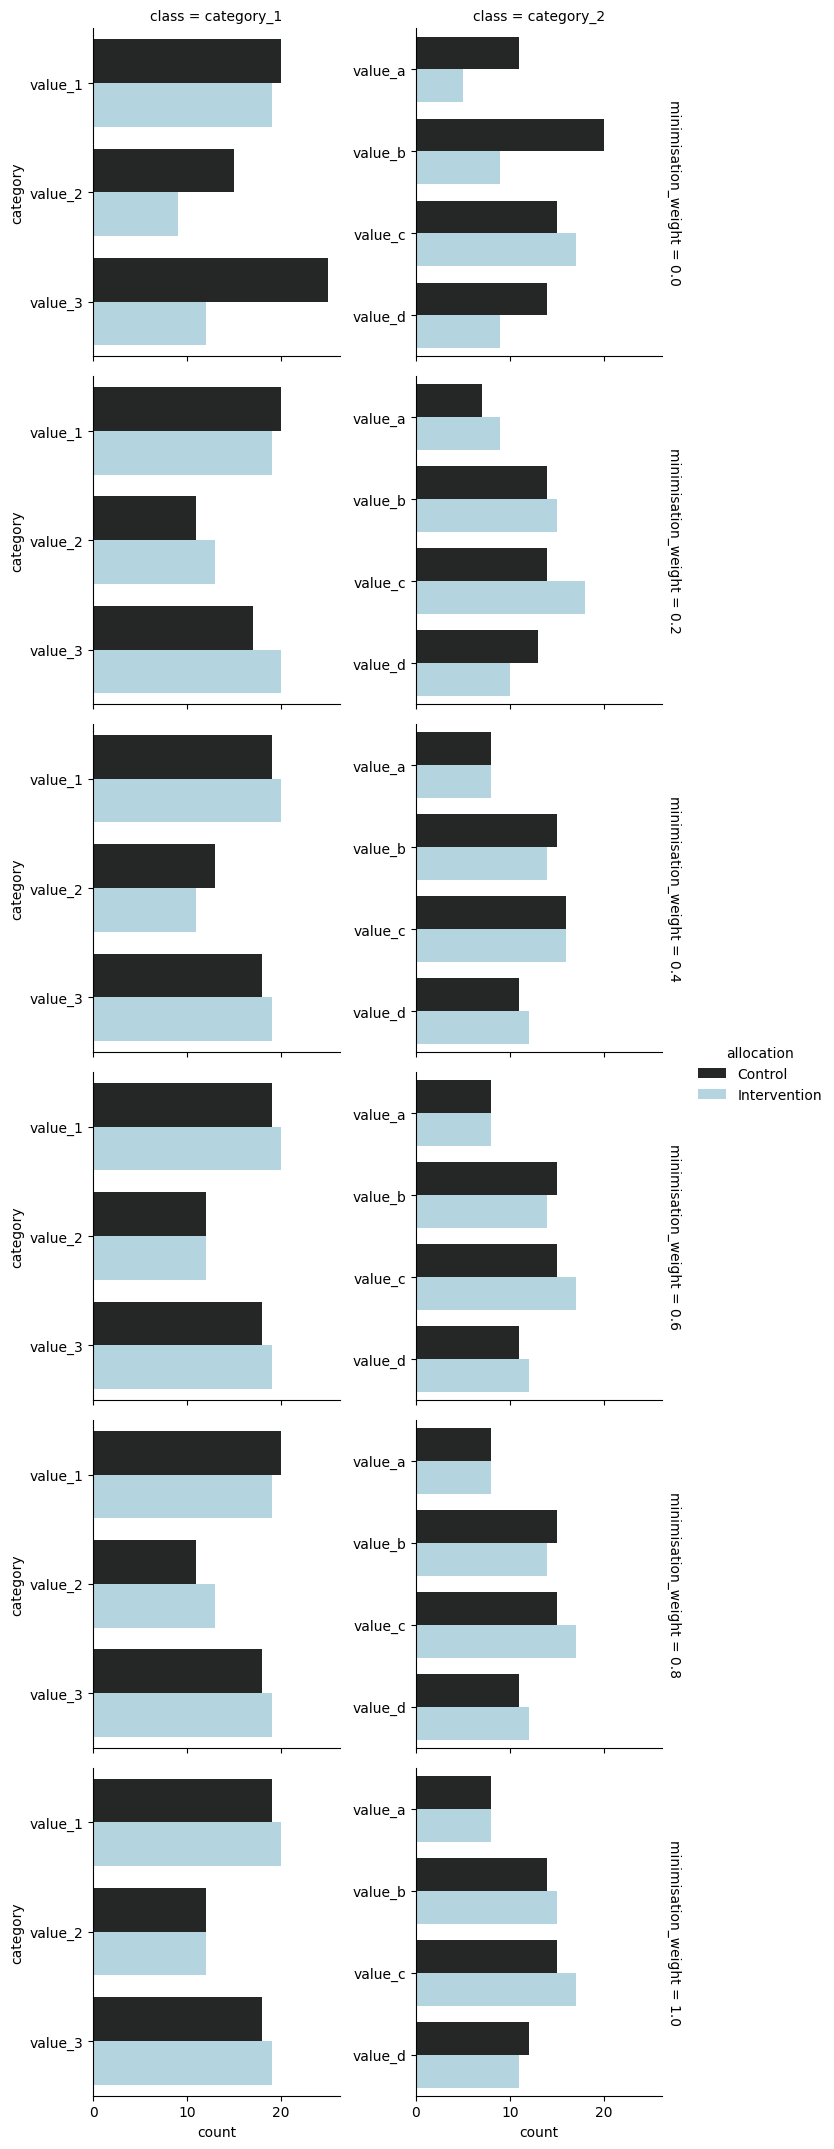 class = category_1
class = category_2
category
value_1
value_2
value_3
value_a
value_b
value_c
value_d
minimisation_weight = 0.0
category
value_1
value_2
value_3
value_a
value_b
value_c
value_d
minimisation_weight = 0.2
category
value_1
value_2
value_3
value_a
value_b
value_c
value_d
minimisation_weight = 0.4
allocation
Control
Intervention
category
value_1
value_2
value_3
value_a
value_b
value_c
value_d
minimisation_weight = 0.6
category
value_1
value_2
value_3
value_a
value_b
value_c
value_d
minimisation_weight = 0.8
category
value_1
value_2
value_3
value_a
value_b
value_c
value_d
minimisation_weight = 1.0
0 10 20
0 10 20
count
count